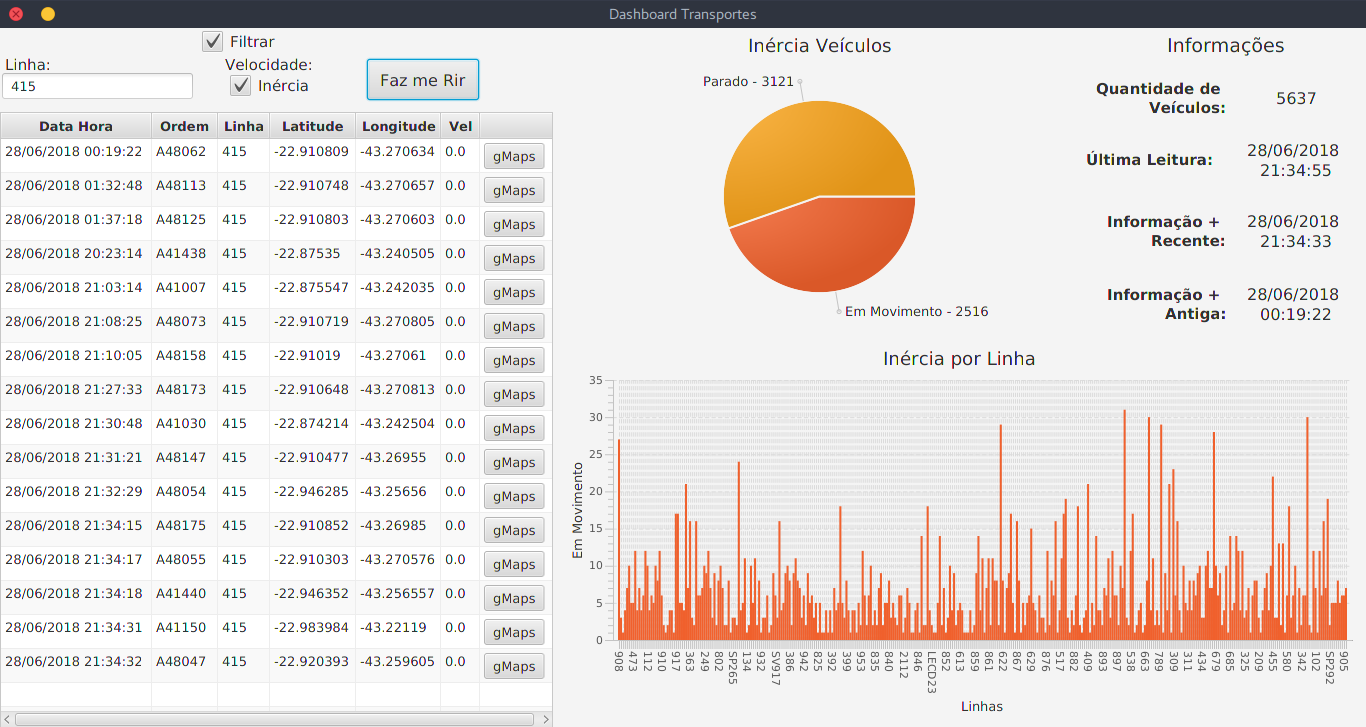 Dashboard Transportes
Filtrar
Linha:
Velocidade:
415
Inércia
Faz me Rir
Data Hora Ordem Linha Latitude Longitude Vel
28/06/2018 00:19:22 A48062 415 -22.910809 -43.270634 0.0 gMaps
28/06/2018 01:32:48 A48113 415 -22.910748 -43.270657 0.0 gMaps
28/06/2018 01:37:18 A48125 415 -22.910803 -43.270603 0.0 gMaps
28/06/2018 20:23:14 A41438 415 -22.87535 -43.240505 0.0 gMaps
28/06/2018 21:03:14 A41007 415 -22.875547 -43.242035 0.0 gMaps
28/06/2018 21:08:25 A48073 415 -22.910719 -43.270805 0.0 gMaps
28/06/2018 21:10:05 A48158 415 -22.91019 -43.27061 0.0 gMaps
28/06/2018 21:27:33 A48173 415 -22.910648 -43.270813 0.0 gMaps
28/06/2018 21:30:48 A41030 415 -22.874214 -43.242504 0.0 gMaps
28/06/2018 21:31:21 A48147 415 -22.910477 -43.26955 0.0 gMaps
28/06/2018 21:32:29 A48054 415 -22.946285 -43.25656 0.0 gMaps
28/06/2018 21:34:15 A48175 415 -22.910852 -43.26985 0.0 gMaps
28/06/2018 21:34:17 A48055 415 -22.910303 -43.270576 0.0 gMaps
28/06/2018 21:34:18 A41440 415 -22.946352 -43.256557 0.0 gMaps
28/06/2018 21:34:31 A41150 415 -22.983984 -43.22119 0.0 gMaps
28/06/2018 21:34:32 A48047 415 -22.920393 -43.259605 0.0 gMaps
Inércia Veículos
Parado - 3121
Em Movimento - 2516
Informações
Quantidade de
Veículos:
5637
Última Leitura:
28/06/2018
21:34:55
Informação +
Recente:
28/06/2018
21:34:33
Informação +
Antiga:
28/06/2018
00:19:22
Inércia por Linha
Em Movimento
35
30
25
20
15
10
5
0
908 473 112 910 917 363 249 802 SP265 134 932 SV917 386 942 825 392 399 953 835 840 2112 846 LECD23 852 613 859 861 622 867 629 876 517 882 409 893 897 538 663 789 309 311 434 679 685 325 209 455 580 342 102 SP292 905
Linhas